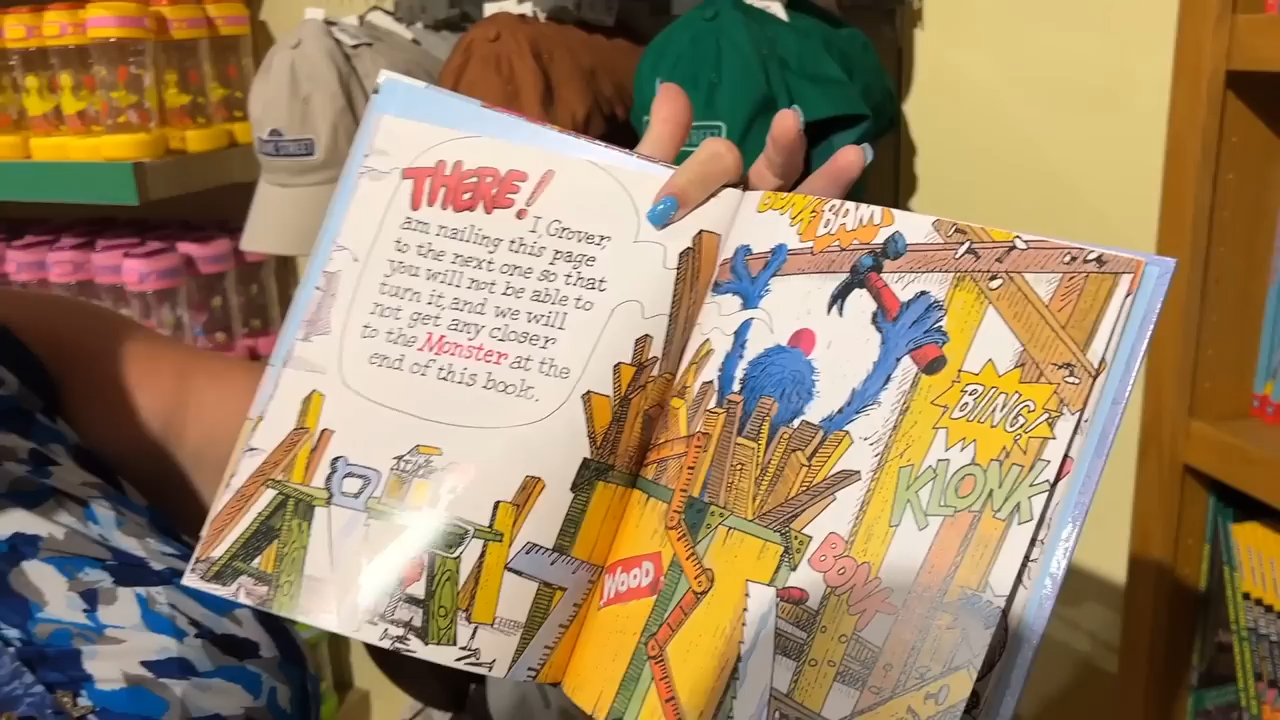 THERE!
I, Grover,
am nailing this page
to the next one so that
you will not be able to
turn it, and we will
not get any closer
to the Monster at the
end of this book.
BAM
BING!
KLONK
BONK
WOOD